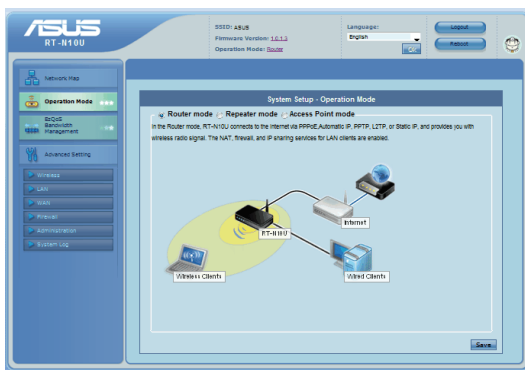 ASUS
RT-N10U
SSID: ASUS
Firmware Version: 1.0.1.3
Operation Mode: Router
Language:
English
Logout
Reboot
Network Map
Operation Mode
EzQoS
Bandwidth
Management
Advanced Setting
Wireless
LAN
WAN
Firewall
Administration
System Log
System Setup - Operation Mode
Router mode Repeater mode Access Point mode
In the Router mode, RT-N10U connects to the Internet via PPPoE,Automatic IP, PPTP, L2TP, or Static IP, and provides you with
wireless radio signal. The NAT, firewall, and IP sharing services for LAN clients are enabled.
Internet
RT-N10U
Wireless Clients
Wired Clients
Save